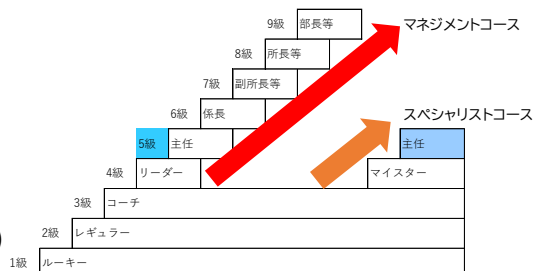 9級 部長等 マネジメントコース
8級 所長等
7級 副所長等
6級 係長 スペシャリストコース
5級 主任 主任
4級 リーダー マイスター
3級 コーチ
2級 レギュラー
1級 ルーキー